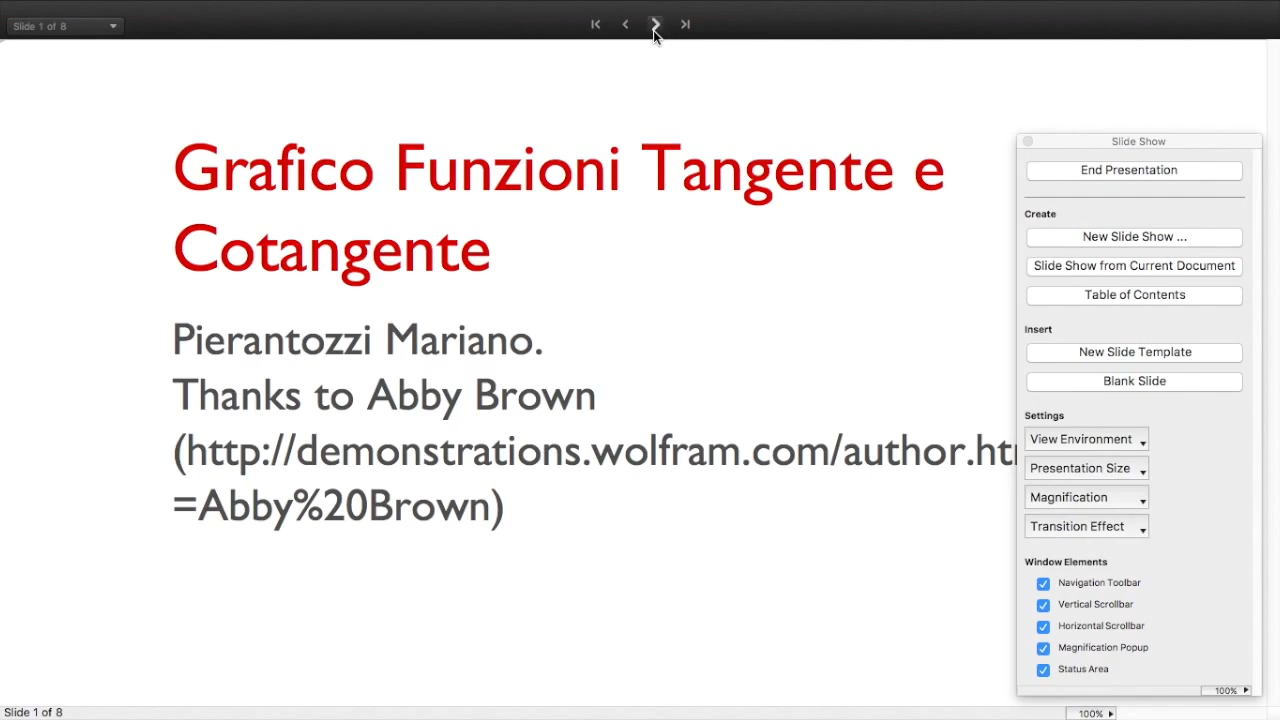 Slide 1 of 8
Grafico Funzioni Tangente e
Cotangente
Pierantozzi Mariano.
Thanks to Abby Brown
(http://demonstrations.wolfram.com/author.ht
=Abby%20Brown)
Slide Show
End Presentation
Create
New Slide Show ...
Slide Show from Current Document
Table of Contents
Insert
New Slide Template
Blank Slide
Settings
View Environment
Presentation Size
Magnification
Transition Effect
Window Elements
Navigation Toolbar
Vertical Scrollbar
Horizontal Scrollbar
Magnification Popup
Status Area
100%
Slide 1 of 8
100%